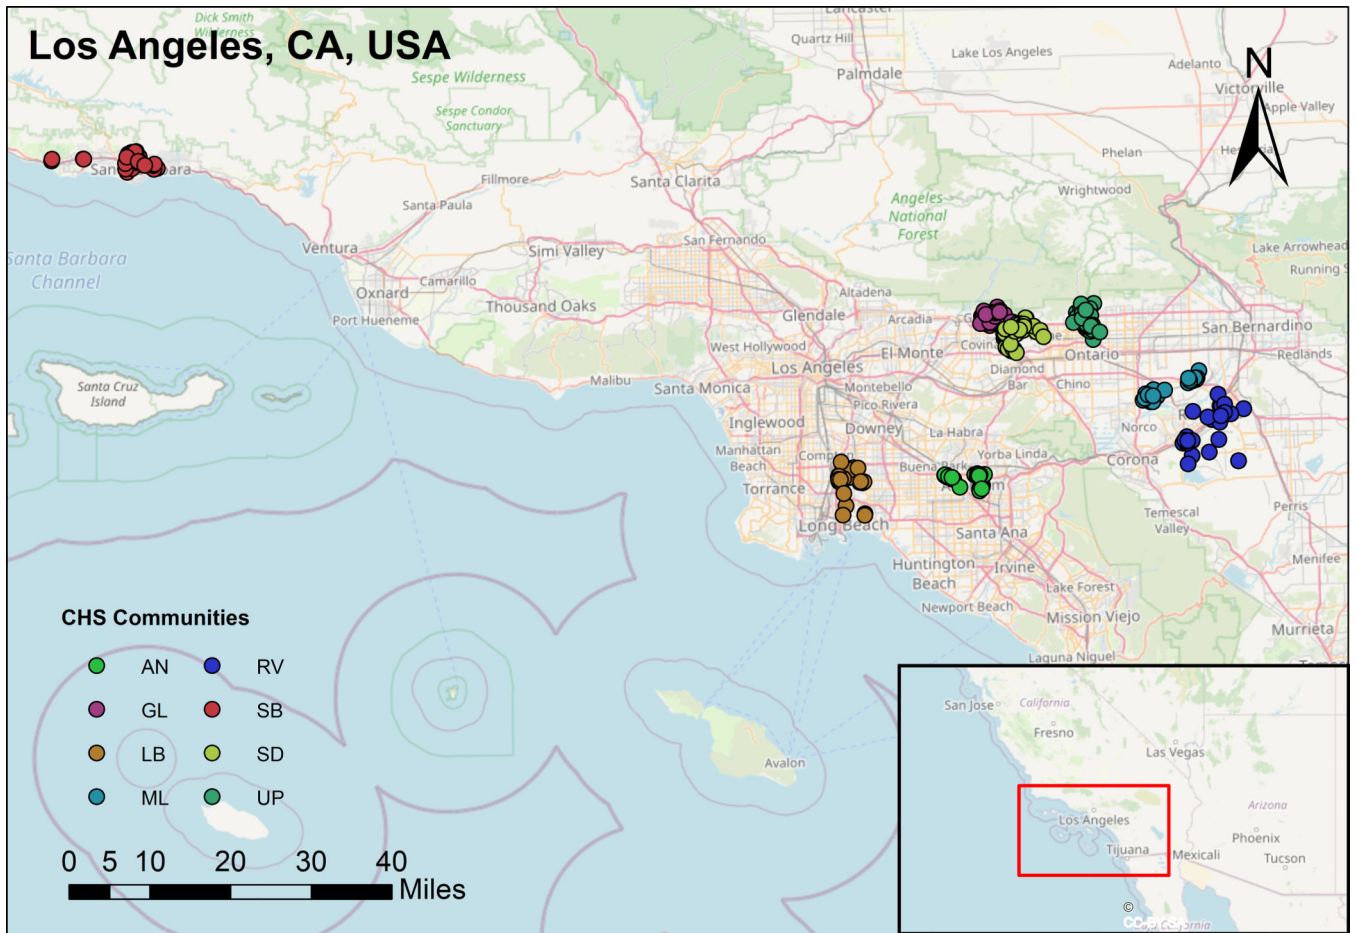 Lancaster
Dick Smith
Wilderness
Los Angeles, CA, USA
Quartz Hill
Lake Los Angeles
Adelanto
N
Sespe Wilderness
Palmdale
Victorville
Sespe Condor
Sanctuary
Apple Valley
Phelan
Santa Clarita
Fillmore
Wrightwood
Angeles
National
Forest
Santa Paula
Ventura
Simi Valley
San Fernando
Lake Arrowhead
Running S
Santa Barbara
Channel
Oxnard
Camarillo
Thousand Oaks
Altadena
Port Hueneme
Glendale
Arcadia
San Bernardino
West Hollywood
El Monte
Covina
Ontario
Redlands
Los Angeles
Diamond
Bar
Chino
Malibu
Santa Monica
Montebello
Santa Cruz
Island
Pico Rivera
Inglewood
Downey
Norco
La Habra
Manhattan
Beach
Compton
Yorba Linda
Corona
Buena Park
Torrance
Perris
Temescal
Valley
Long Beach
Santa Ana
Menifee
Huntington
Beach
Irvine
Lake Forest
Newport Beach
Mission Viejo
Murrieta
Laguna Niguel
CHS Communities
AN
RV
GL
SB
LB
SD
ML
UP
Avalon
0 5 10 20 30 40
Miles
San Jose
California
Fresno
Las Vegas
Los Angeles
Arizona
Phoenix
Tijuana
Mexicali
Tucson
©
CC-BY-SA